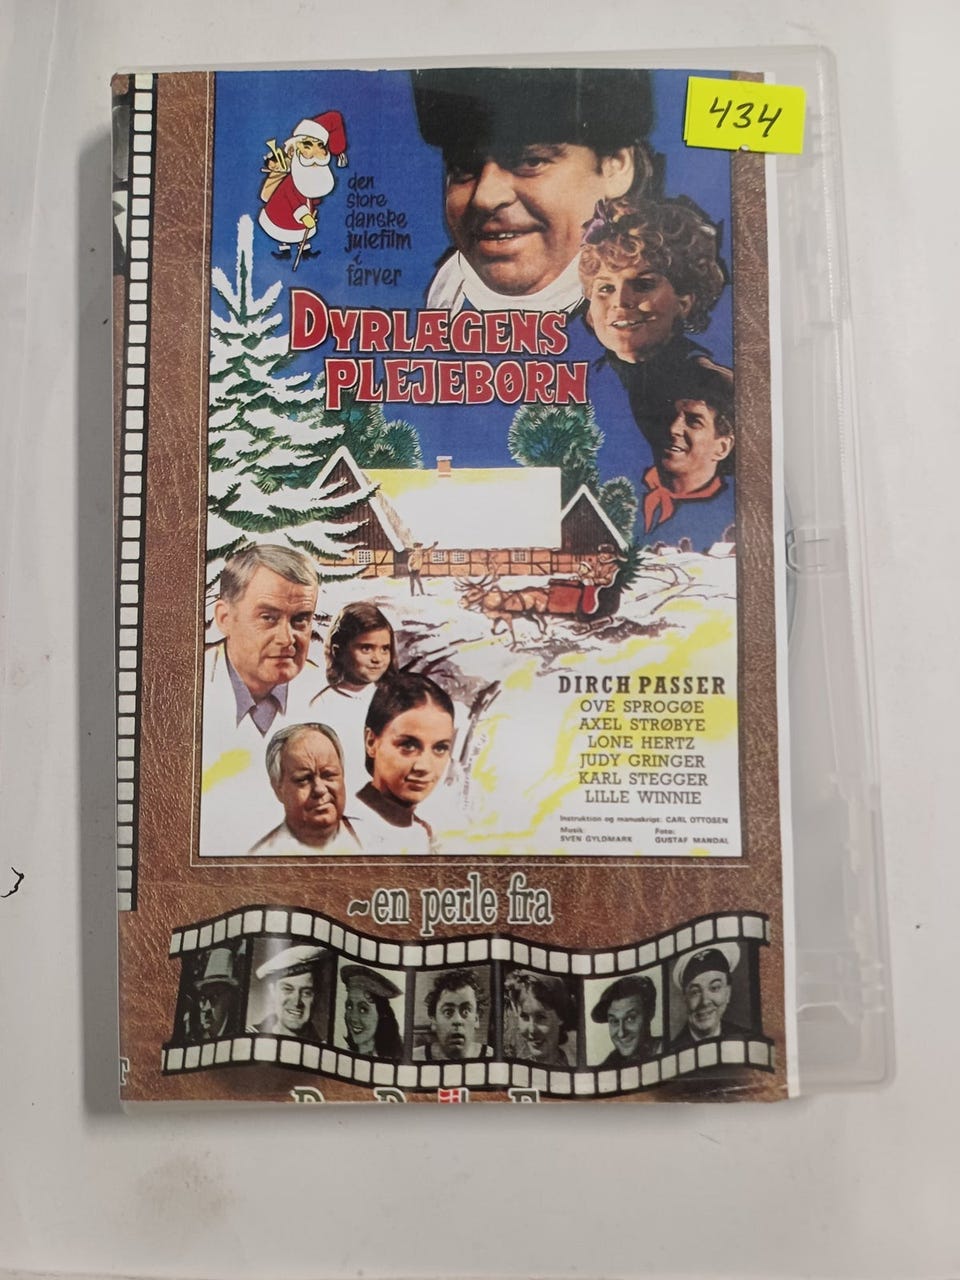 434
den
store
danske
julefilm
i
farver
DYRLÆGENS
PLEJEBØRN
DIRCH PASSER
OVE SPROGØE
AXEL STRØBYE
LONE HERTZ
JUDY GRINGER
KARL STEGGER
LILLE WINNIE
Instruktion og manuskript: CARL OTTOSEN
Musik: Foto:
SVEN GYLDMARK GUSTAF MANDAL
~en perle fra